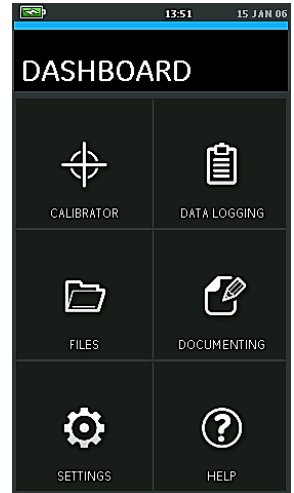 13:51 15 JAN 06
DASHBOARD
CALIBRATOR DATA LOGGING
FILES DOCUMENTING
SETTINGS HELP